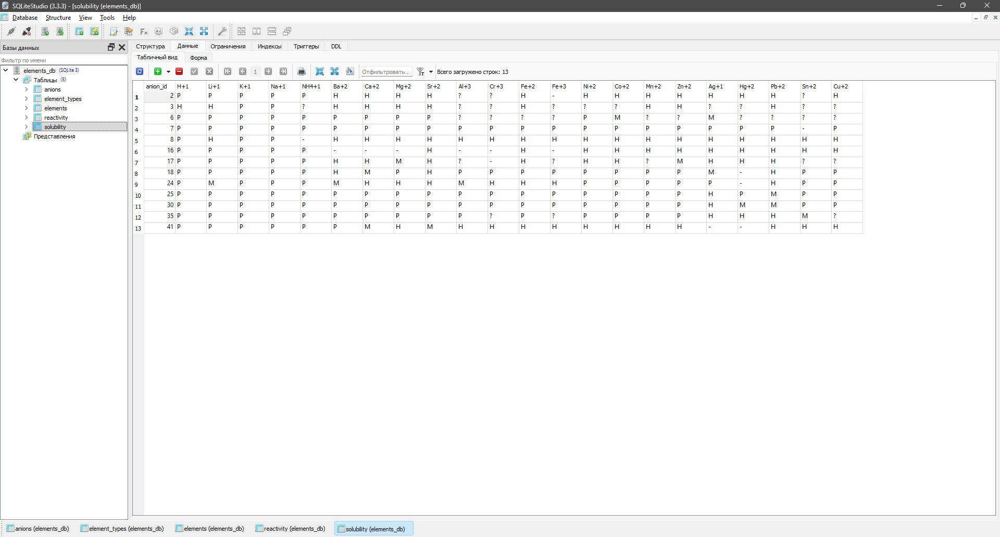 SQLiteStudio (3.3.3) - [solubility (elements_db)]
Database Structure View Tools Help
Базы данных
Фильтр по имени
elements_db (SQLite 3)
Таблицы (5)
anions
element_types
elements
reactivity
solubility
Представления
Структура Данные Ограничения Индексы Триггеры DDL
Табличный вид Форма
1 Отфильтровать... Всего загружено строк: 13
anion_id H+1 Li+1 K+1 Na+1 NH4+1 Ba+2 Ca+2 Mg+2 Sr+2 Al+3 Cr+3 Fe+2 Fe+3 Ni+2 Co+2 Mn+2 Zn+2 Ag+1 Hg+2 Pb+2 Sn+2 Cu+2
1 2 Р Р Р Р Р Н Н Н Н ? ? Н - Н Н Н Н Н Н Н ? Н
2 3 Н Н Р Р ? Н Н Н Н ? ? Н ? ? ? Н Н ? ? Н ? ?
3 6 Р Р Р Р Р Р Р Р Р ? ? ? ? Р М ? ? М ? ? ? ?
4 7 Р Р Р Р Р Р Р Р Р Р Р Р Р Р Р Р Р Р Р Р - Р
5 8 Р Н Р Р - Н Н Н Н Н Н Н Н Н Н Н Н Н Н Н Н Н
6 16 Р Р Р Р Р - - - Н - - Н - Н Н Н Н Н Н Н Н Н
7 17 Р Р Р Р Р Н Н М Н ? - Н ? Н Н ? М Н Н Н ? ?
8 18 Р Р Р Р Р Н М Р Н Р Р Р Р Р Р Р Р М - Н Р Р
9 24 Р М Р Р Р М Н Н Н М Н Н Н Р Р Р Р Р - Н Р Р
10 25 Р Р Р Р Р Р Р Р Р Р Р Р Р Р Р Р Р Н Р М Р Р
11 30 Р Р Р Р Р Р Р Р Р Р Р Р Р Р Р Р Р Н М М Р Р
12 35 Р Р Р Р Р Р Р Р Р Р ? Р ? Р Р Р Р Н Н Н М ?
13 41 Р Р Р Р Р Р М Н М Н Н Н Н Н Н Н Н - - Н Н Н
anions (elements_db) element_types (elements_db) elements (elements_db) reactivity (elements_db) solubility (elements_db)